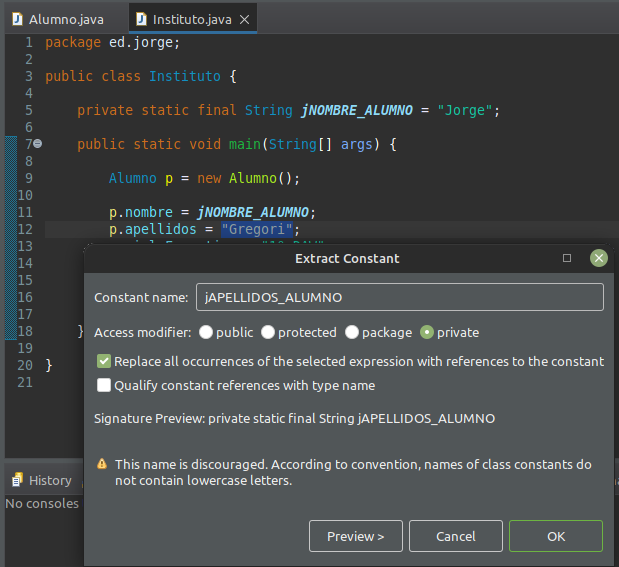 Alumno.java
Instituto.java
1 package ed.jorge;
2
3 public class Instituto {
4
5 private static final String jNOMBRE_ALUMNO = "Jorge";
6
7 public static void main(String[] args) {
8
9 Alumno p = new Alumno();
10
11 p.nombre = jNOMBRE_ALUMNO;
12 p.apellidos = "Gregori";
13
14
15
16
17
18 }
19
20 }
21
Extract Constant
Constant name: jAPELLIDOS_ALUMNO
Access modifier: public protected package private
Replace all occurrences of the selected expression with references to the constant
Qualify constant references with type name
Signature Preview: private static final String jAPELLIDOS_ALUMNO
This name is discouraged. According to convention, names of class constants do
not contain lowercase letters.
Preview > Cancel OK
History
No consoles